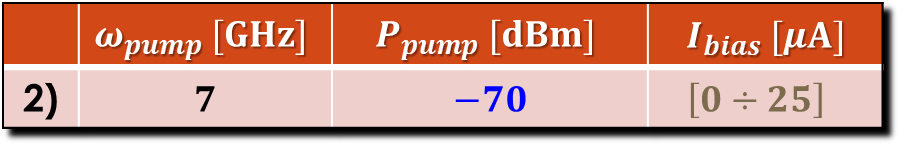 ω_pump [GHz] P_pump [dBm] I_bias [μA]
2) 7 −70 [0 ÷ 25]